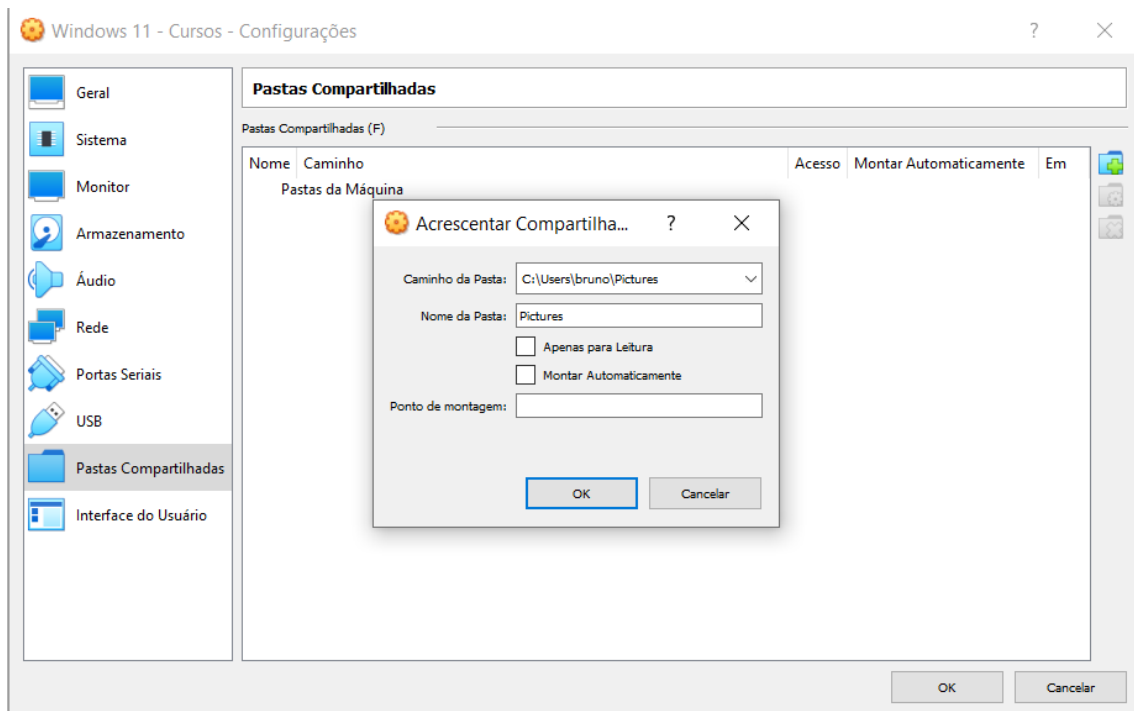 Windows 11 - Cursos - Configurações ?
Geral
Sistema
Monitor
Armazenamento
Áudio
Rede
Portas Seriais
USB
Pastas Compartilhadas
Interface do Usuário
Pastas Compartilhadas
Pastas Compartilhadas (F)
Nome Caminho Acesso Montar Automaticamente Em
Pastas da Máquina
Acrescentar Compartilha... ?
Caminho da Pasta: C:\Users\bruno\Pictures
Nome da Pasta: Pictures
Apenas para Leitura
Montar Automaticamente
Ponto de montagem:
OK Cancelar
OK Cancelar